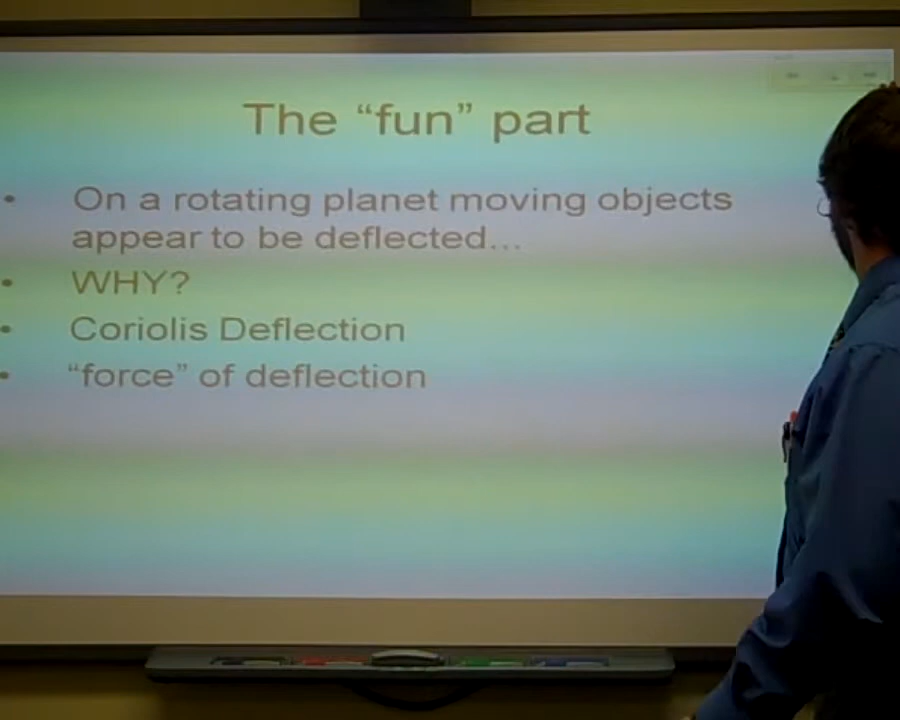 The “fun” part
• On a rotating planet moving objects
appear to be deflected...
• WHY?
• Coriolis Deflection
• “force” of deflection